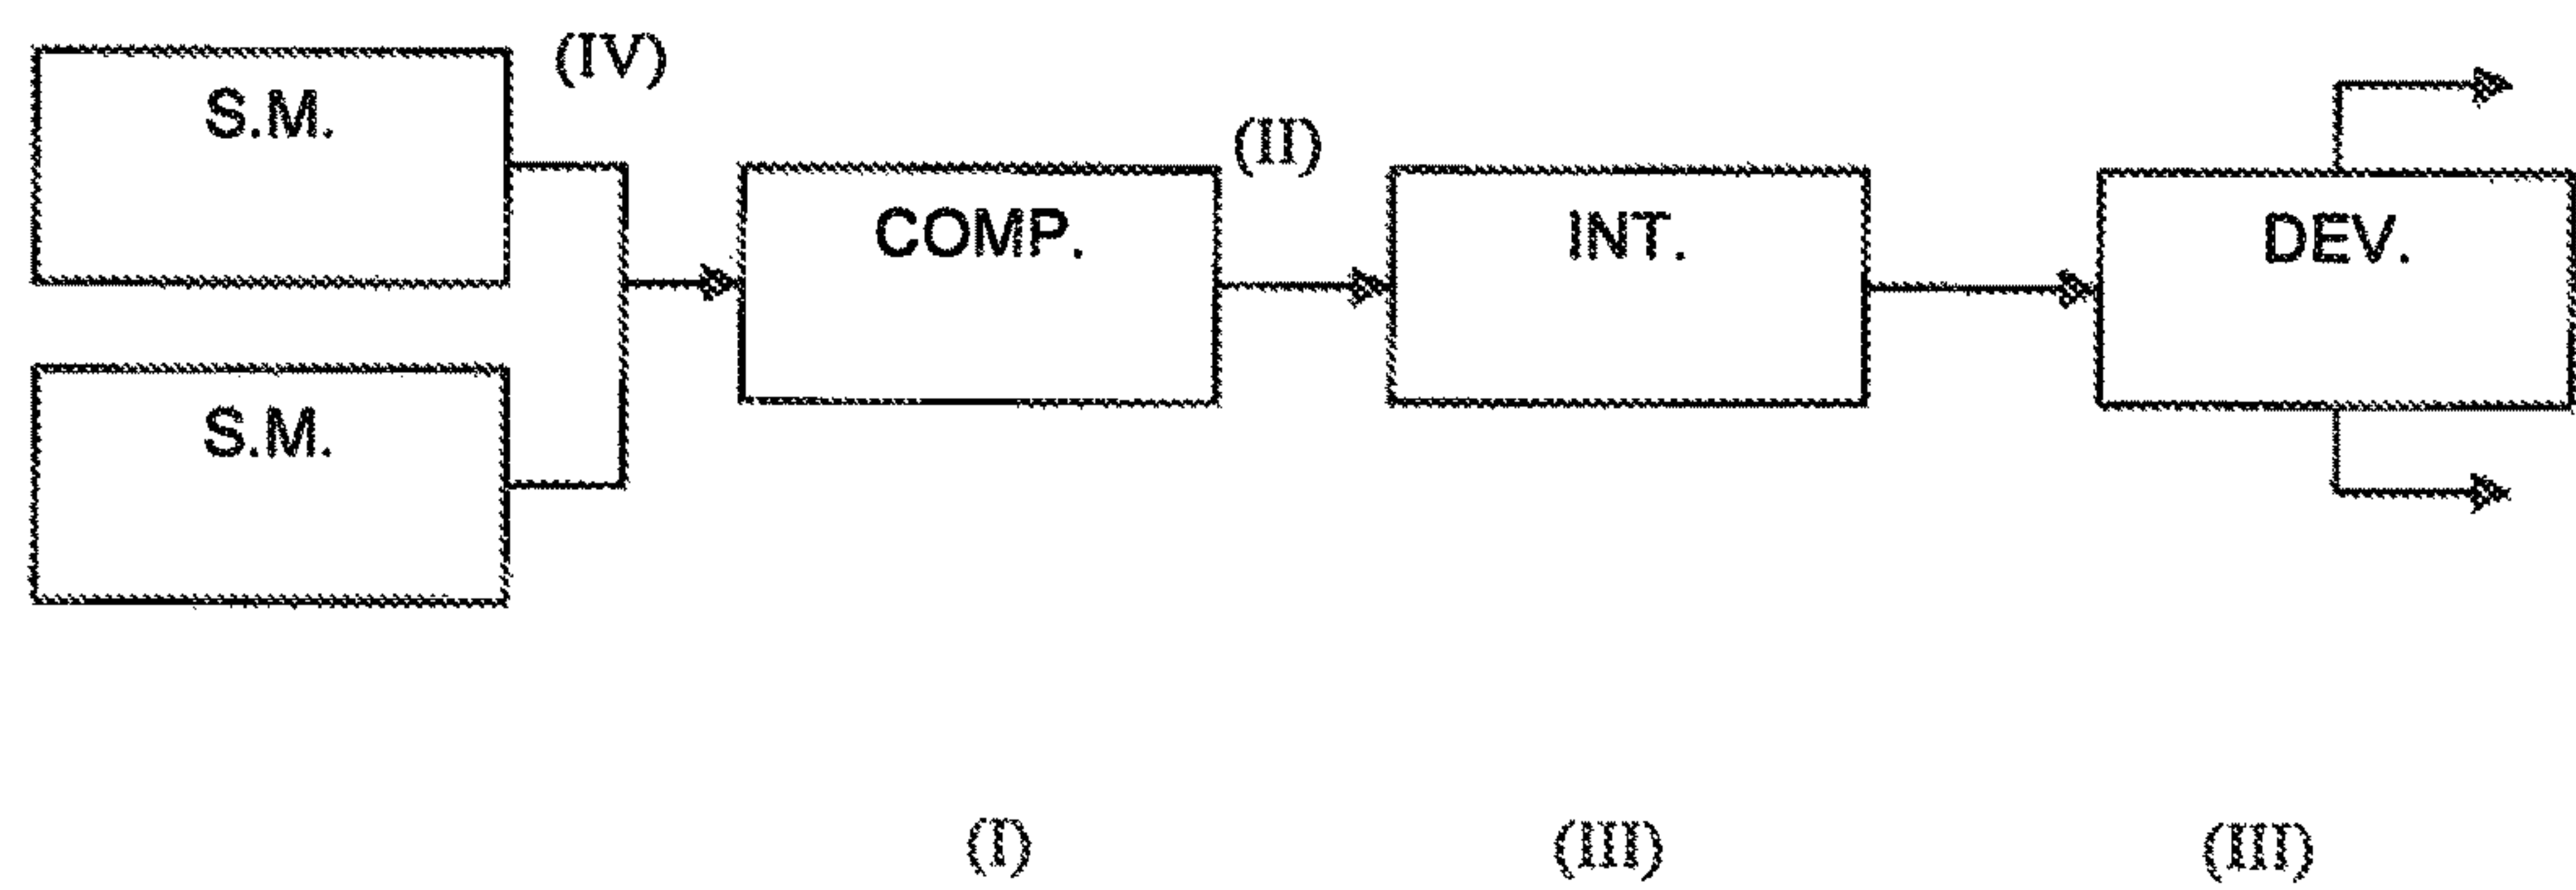 S.M.
(IV)
COMP.
(II)
INT.
DEV.
S.M.
(I)
(III)
(III)